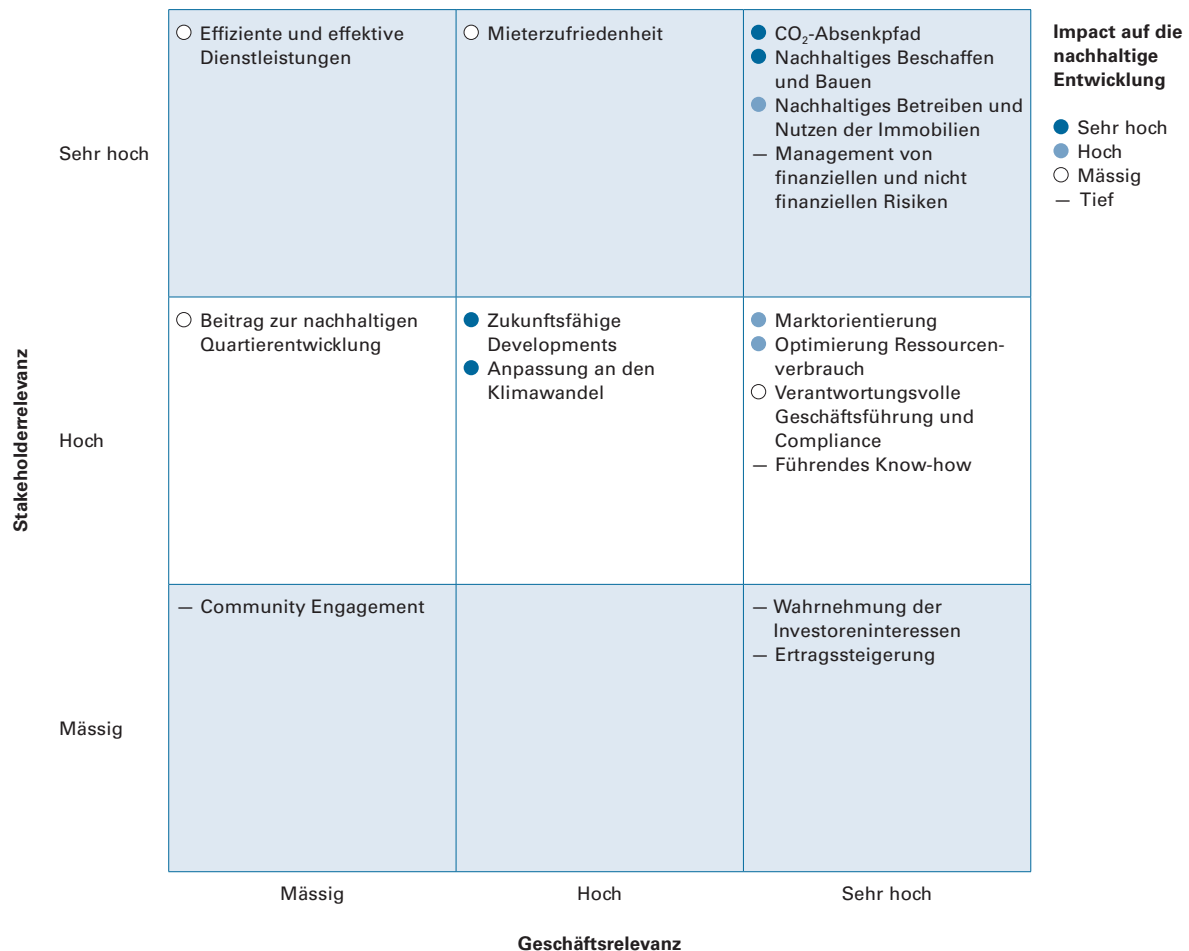 Effiziente und effektive
Dienstleistungen
Mieterzufriedenheit
CO₂-Absenkpfad
Nachhaltiges Beschaffen
und Bauen
Nachhaltiges Betreiben und
Nutzen der Immobilien
— Management von
finanziellen und nicht
finanziellen Risiken
Impact auf die
nachhaltige
Entwicklung
Sehr hoch
Hoch
Mässig
— Tief
Sehr hoch
Beitrag zur nachhaltigen
Quartierentwicklung
Zukunftsfähige
Developments
Anpassung an den
Klimawandel
Marktorientierung
Optimierung Ressourcen-
verbrauch
Verantwortungsvolle
Geschäftsführung und
Compliance
— Führendes Know-how
Hoch
Stakeholderrelevanz
— Community Engagement
— Wahrnehmung der
Investoreninteressen
— Ertragssteigerung
Mässig
Mässig
Hoch
Sehr hoch
Geschäftsrelevanz